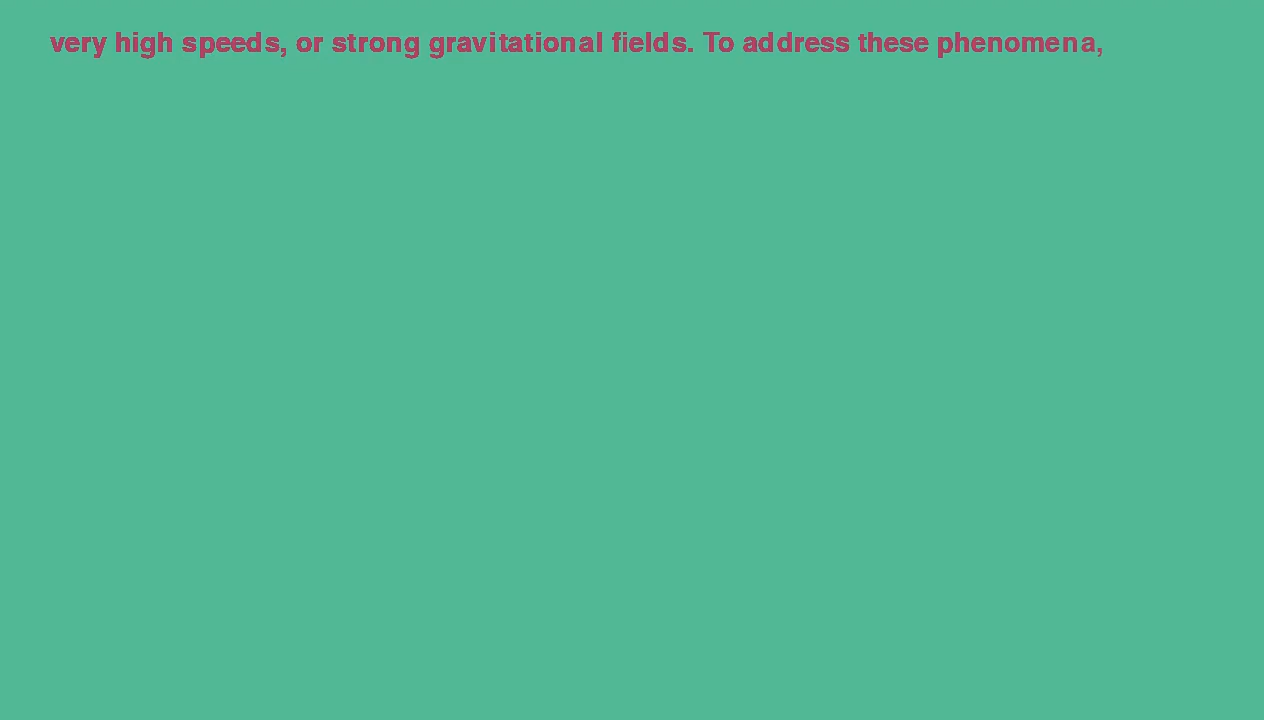 very high speeds, or strong gravitational fields. To address these phenomena,